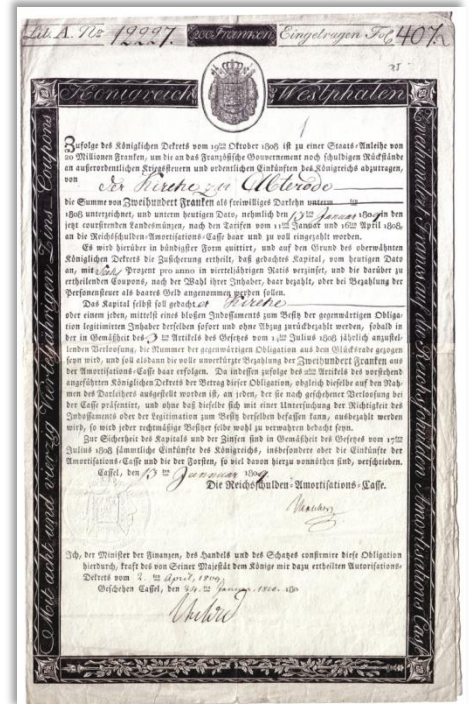 Lit. A. No 12997. 200 Franken Eingetragen Fol. 407
Königreich Westphalen
Zufolge des Königlichen Dekrets vom 19ten Oktober 1808 ist zu einer Staats-Anleihe von
20 Millionen Franken, um die an das Französische Gouvernement noch schuldigen Rückstände
an außerordentlichen Kriegssteuern und ordentlichen Einkünften des Königreichs abzutragen,
von der Kirche zu Abterode
die Summe von Zweihundert Franken als freiwilliges Darlehn unterm
1808 unterzeichnet, und unterm heutigen Dato, nehmlich den 13ten Januar 1809 in den
jetzt coursirenden Landesmünzen, nach den Tarifen vom 11ten Januar und 16ten April 1808,
an die Reichsschulden-Amortisations-Casse baar und zu voll eingezahlt worden.
Es wird hierüber in bündigster Form quittirt, und auf den Grund des oberwähnten
Königlichen Dekrets die Zusicherung ertheilt, daß gedachtes Kapital, vom heutigen Dato
an, mit Sechs Prozent pro anno in vierteljährigen Ratis verzinset, und die darüber zu
ertheilenden Coupons, nach der Wahl ihrer Inhaber, baar bezahlt, oder bei Bezahlung der
Personensteuer als baares Geld angenommen werden sollen.
Das Kapital selbst soll gedachter Kirche
oder einem jeden, mittelst eines bloßen Indossaments zum Besitz der gegenwärtigen Obliga-
tion legitimirten Inhaber derselben sofort und ohne Abzug zurückbezahlt werden, sobald in
der in Gemäßheit des 3ten Artikels des Gesetzes vom 14ten Julius 1808 jährlich anzustel-
lenden Verloosung, die Nummer der gegenwärtigen Obligation aus dem Glücksrade gezogen
seyn wird, und soll alsdann die volle unverkürzte Bezahlung der Zweihundert Franken aus
der Amortisations-Casse baar erfolgen. Da indessen zufolge des Artikels des vorstehend
angeführten Königlichen Dekrets der Betrag dieser Obligation, obgleich dieselbe auf den Nah-
men des Darleihers ausgestellt worden ist, an jeden, der sie nach geschehener Verloosung bei
der Casse präsentirt, und ohne daß dieselbe sich mit einer Untersuchung der Richtigkeit des
Indossaments oder der Legitimation zum Besitz derselben befassen kann, ausbezahlt werden
wird, so wird jeder rechtmäßige Besitzer selbe wohl zu verwahren bedacht seyn.
Zur Sicherheit des Kapitals und der Zinsen sind in Gemäßheit des Gesetzes vom 17ten
Julius 1808 sämmtliche Einkünfte des Königreichs, insbesondere aber die Einkünfte der
Amortisations-Casse und die der Forsten, so viel davon hierzu vonnöthen sind, verschrieben.
Cassel, den 13ten Januar 1809
Die Reichsschulden-Amortisations-Casse.
Ich, der Minister der Finanzen, des Handels und des Schatzes confirmire diese Obligation
hierdurch, kraft des von Seiner Majestät dem Könige mir dazu ertheilten Autorisations-
Dekrets vom 2ten April, 1809.
Geschehen Cassel, den Januar 1810.
Mit acht und vierzig Vierteljährigen Zins Coupons